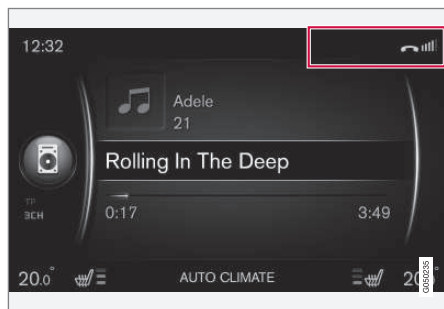 12:32
Adele
21
Rolling In The Deep
TP
3CH
0:17
3:49
20.0°
AUTO CLIMATE
20
G050235